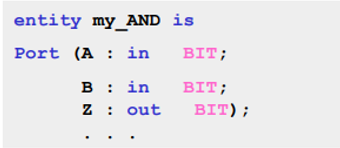 entity my_AND is
Port (A : in BIT;
B : in BIT;
Z : out BIT);
. . .